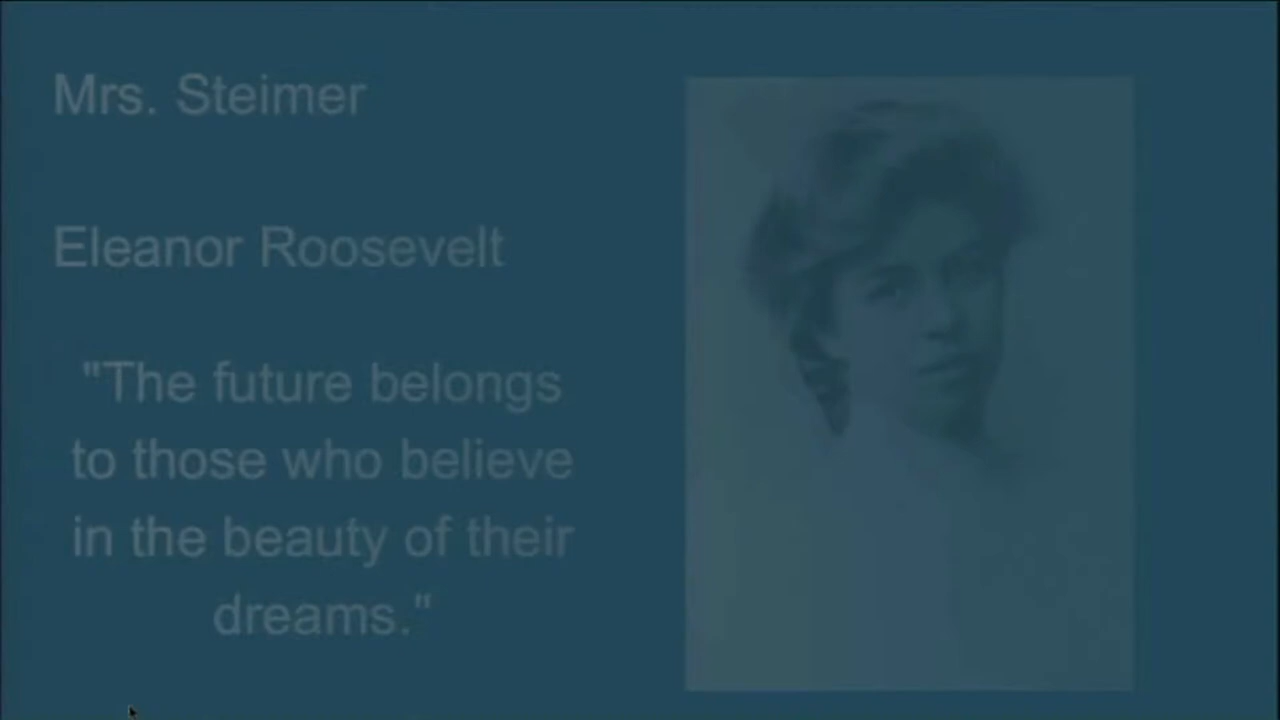 Mrs. Steimer
Eleanor Roosevelt
"The future belongs
to those who believe
in the beauty of their
dreams."